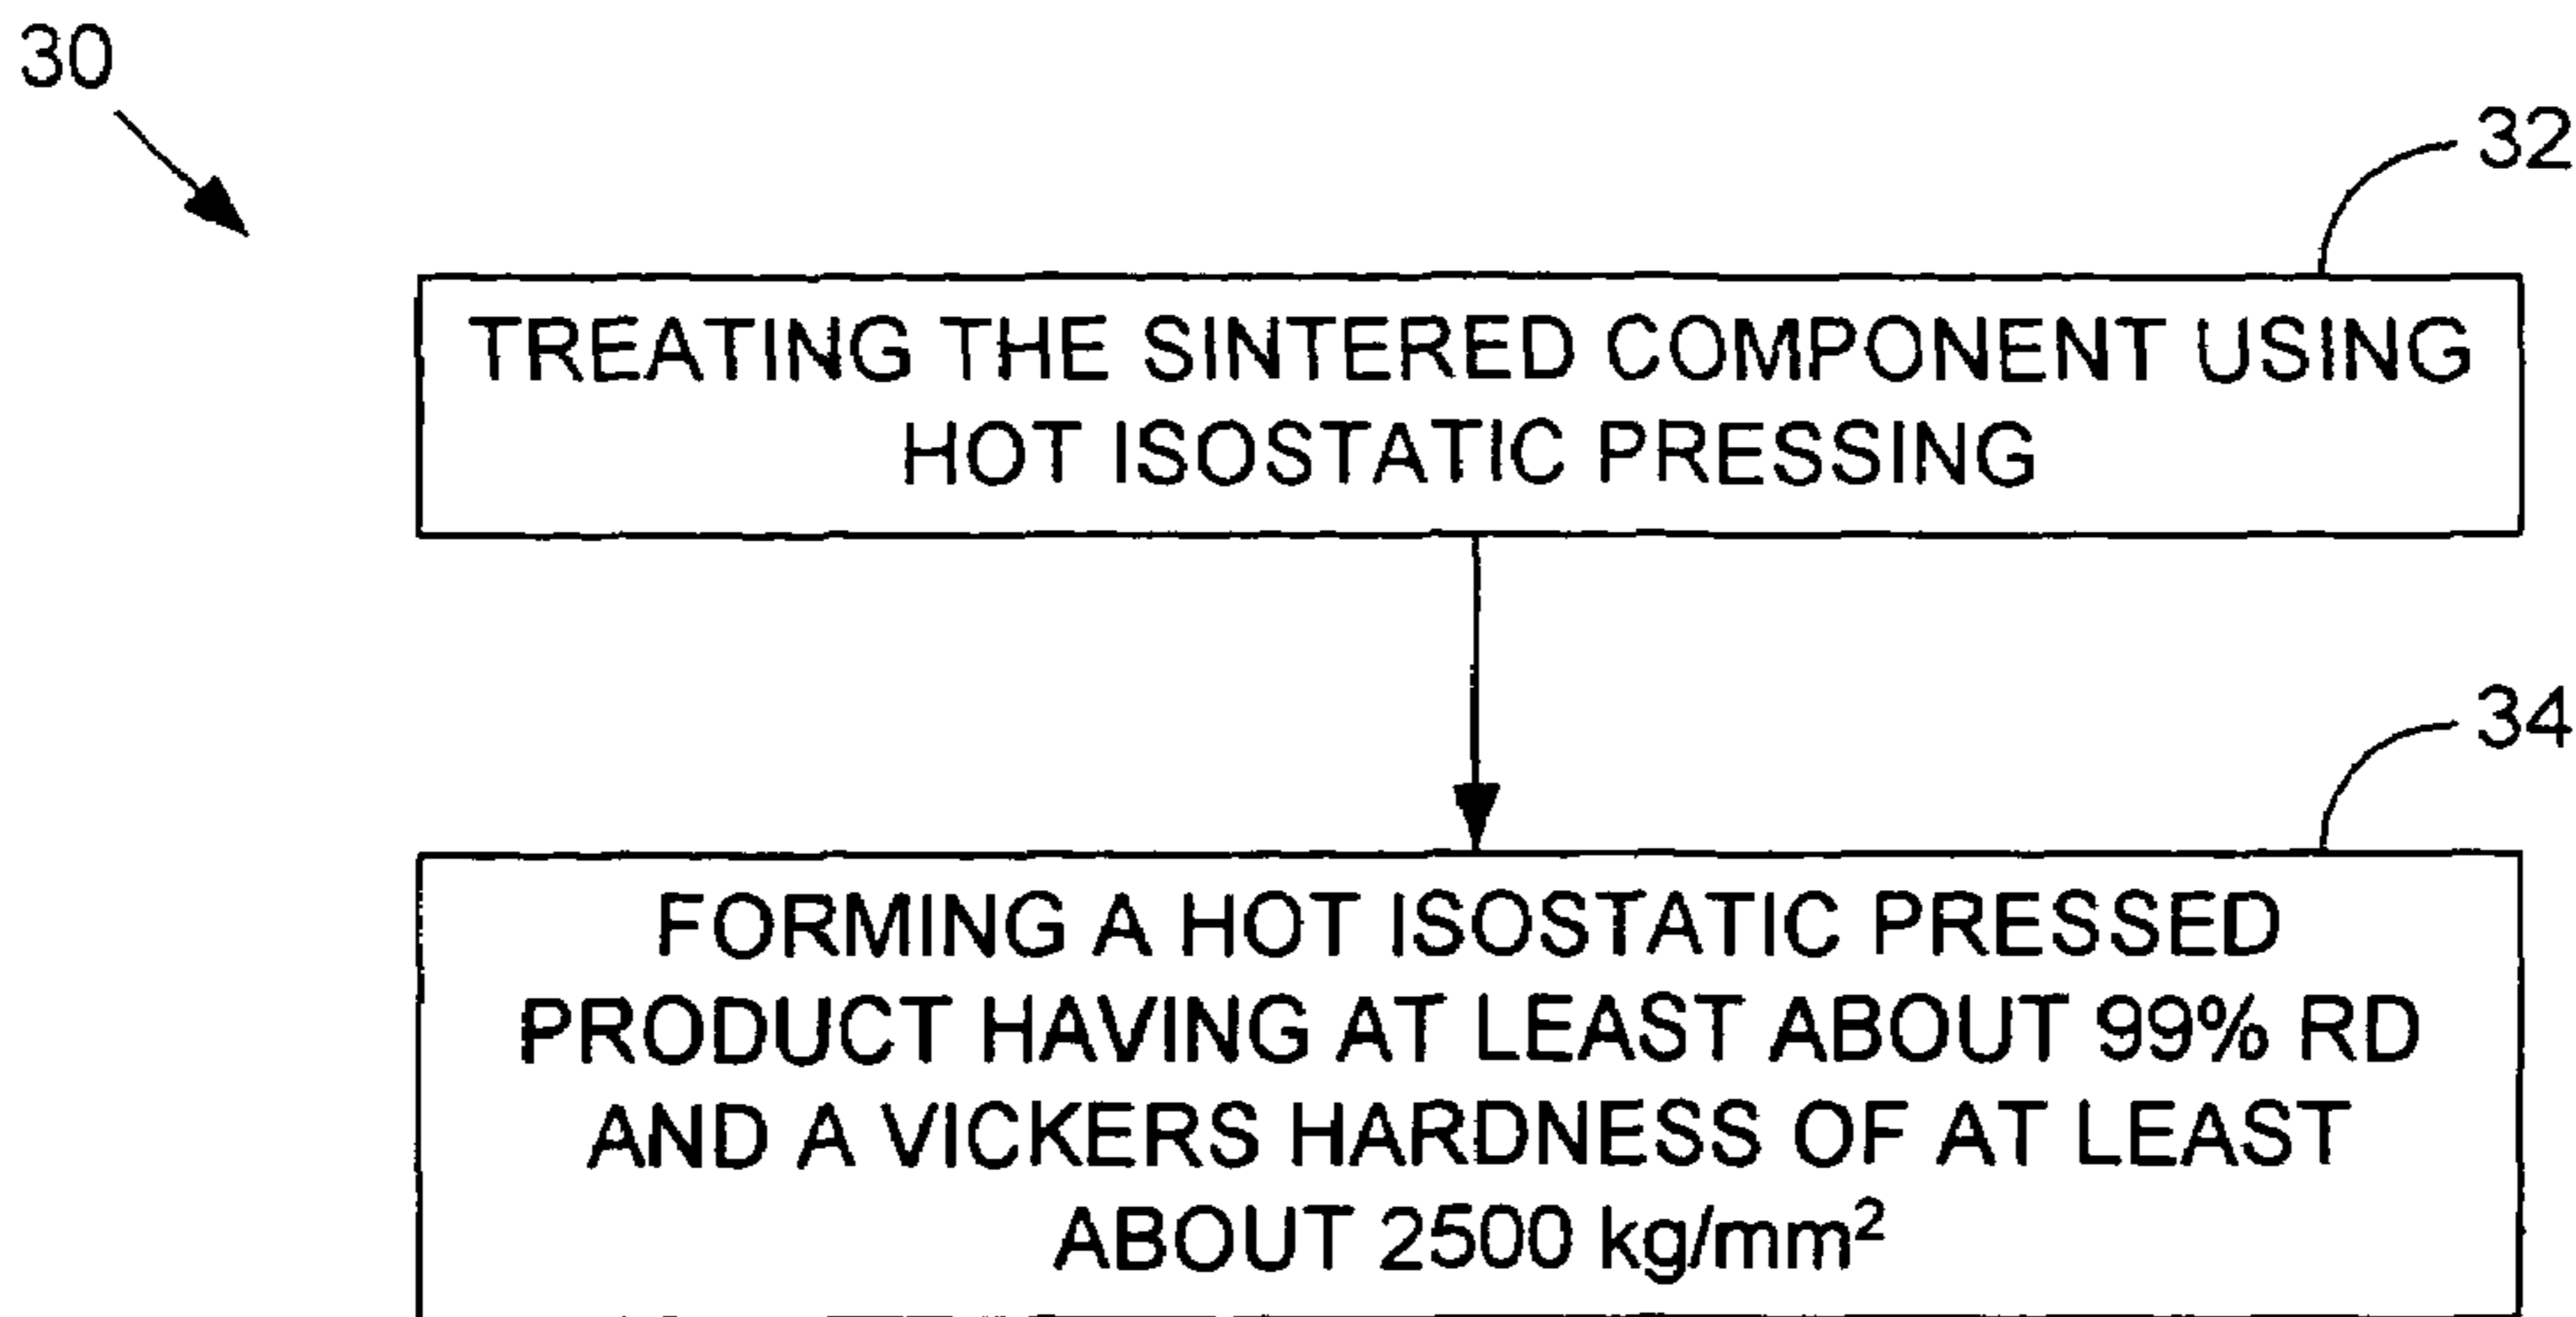 30
32
TREATING THE SINTERED COMPONENT USING
HOT ISOSTATIC PRESSING
34
FORMING A HOT ISOSTATIC PRESSED
PRODUCT HAVING AT LEAST ABOUT 99% RD
AND A VICKERS HARDNESS OF AT LEAST
ABOUT 2500 kg/mm²